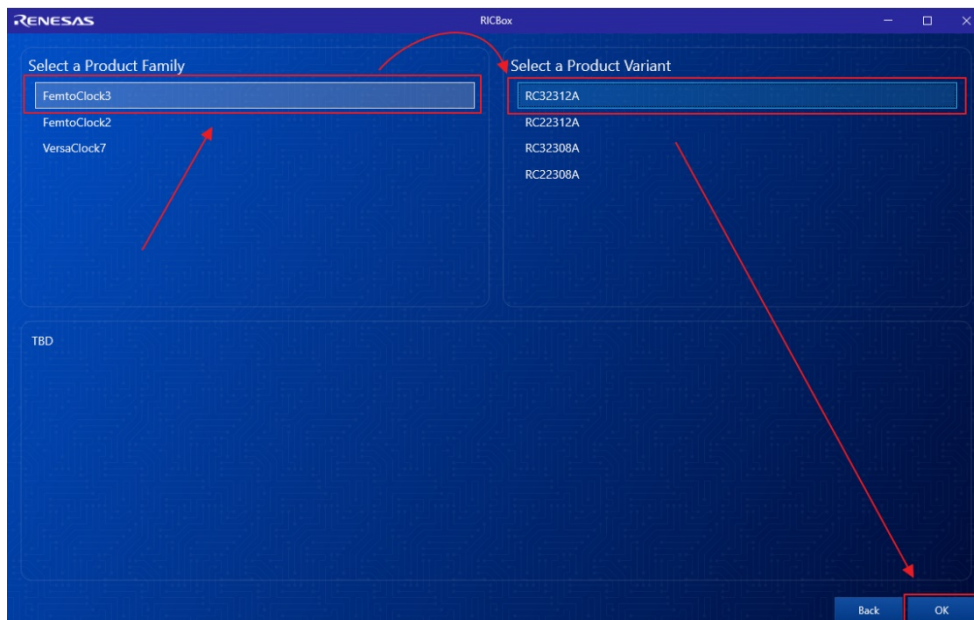 RENESAS
RICBox
Select a Product Family
FemtoClock3
FemtoClock2
VersaClock7
Select a Product Variant
RC32312A
RC22312A
RC32308A
RC22308A
TBD
Back
OK